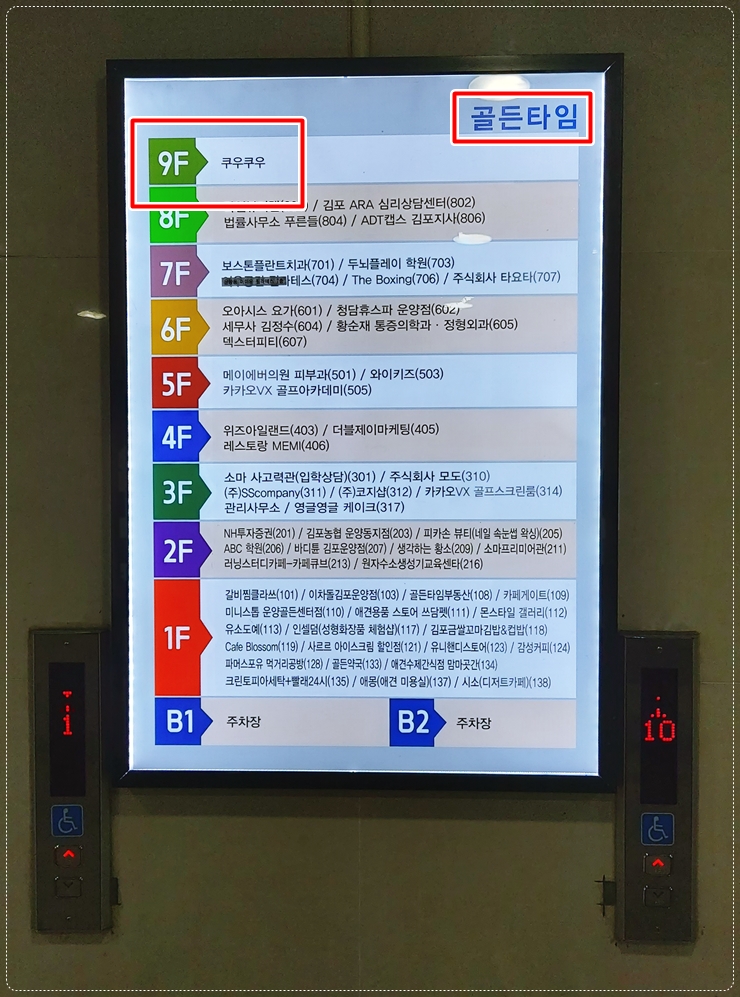 골든타임
9F 쿠우쿠우
8F / 김포 ARA 심리상담센터(802)
법률사무소 푸른들(804) / ADT캡스 김포지사(806)
7F 보스톤플란트치과(701) / 두뇌플레이 학원(703)
테스(704) / The Boxing(706) / 주식회사 타요타(707)
6F 오아시스 요가(601) / 청담휴스파 운양점(602)
세무사 김정수(604) / 황순재 통증의학과 · 정형외과(605)
덱스터피티(607)
5F 메이에버의원 피부과(501) / 와이키즈(503)
카카오VX 골프아카데미(505)
4F 위즈아일랜드(403) / 더블제이마케팅(405)
레스토랑 MEMI(406)
3F 소마 사고력관(입학상담)(301) / 주식회사 모도(310)
(주)SScompany(311) / (주)코지샵(312) / 카카오VX 골프스크린룸(314)
관리사무소 / 영글영글 케이크(317)
2F NH투자증권(201) / 김포농협 운양동지점(203) / 피카손 뷰티(네일 속눈썹 왁싱)(205)
ABC 학원(206) / 바디튠 김포운양점(207) / 생각하는 황소(209) / 소마프리미어관(211)
러닝스터디카페-카페큐브(213) / 원자수소생성기교육센타(216)
1F 갈비찜클라쓰(101) / 이차돌김포운양점(103) / 골든타임부동산(108) / 카페게이트(109)
미니스톱 운양골든센터점(110) / 애견용품 스토어 쓰담펫(111) / 몬스타일 갤러리(112)
유소도예(113) / 인셀덤(성형화장품 체험샵)(117) / 김포금쌀꼬마김밥&컵밥(118)
Cafe Blossom(119) / 사르르 아이스크림 할인점(121) / 유니핸디스토어(123) / 감성커피(124)
파머스포유 먹거리공방(128) / 골든약국(133) / 애견수제간식점 맘마곳간(134)
크린토피아세탁+빨래24시(135) / 애몽(애견 미용실)(137) / 시소(디저트카페)(138)
B1 주차장 B2 주차장
1
10